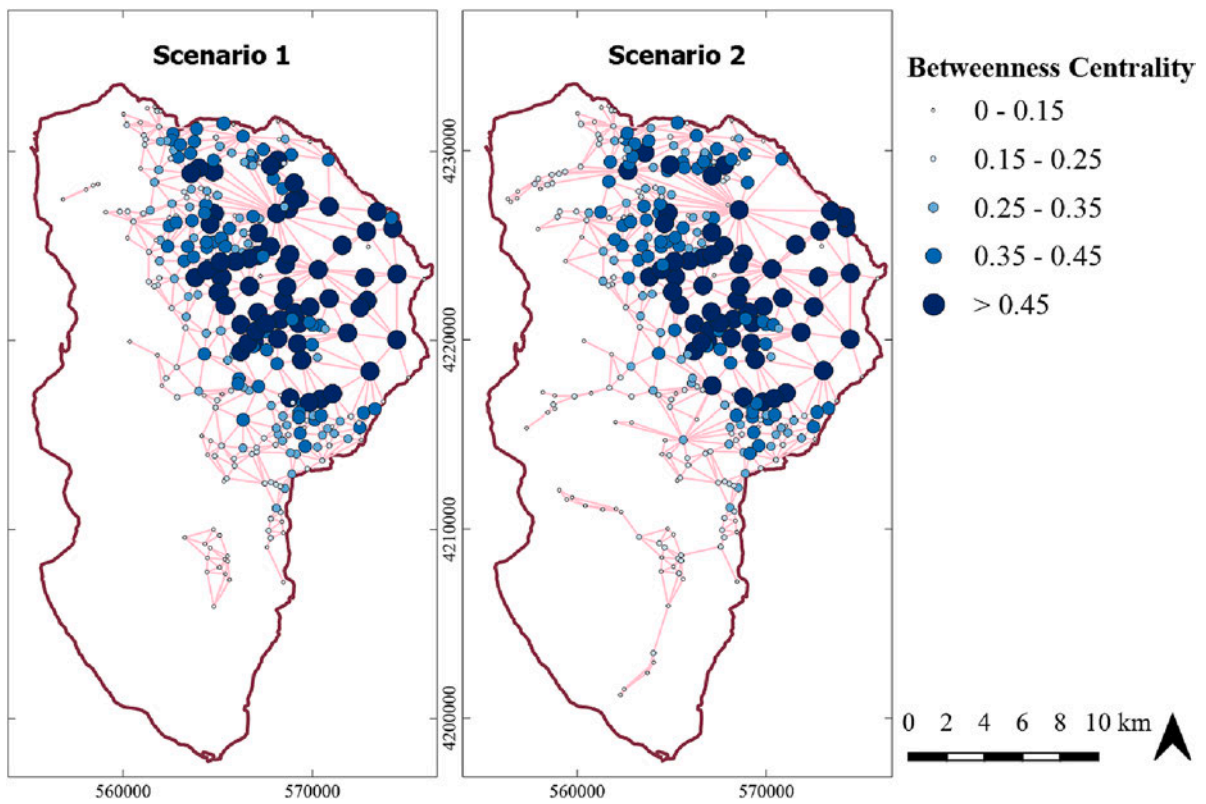 Scenario 1
Scenario 2
Betweenness Centrality
0 - 0.15
0.15 - 0.25
0.25 - 0.35
0.35 - 0.45
> 0.45
4230000
4220000
4210000
4200000
0 2 4 6 8 10 km
560000 570000 560000 570000